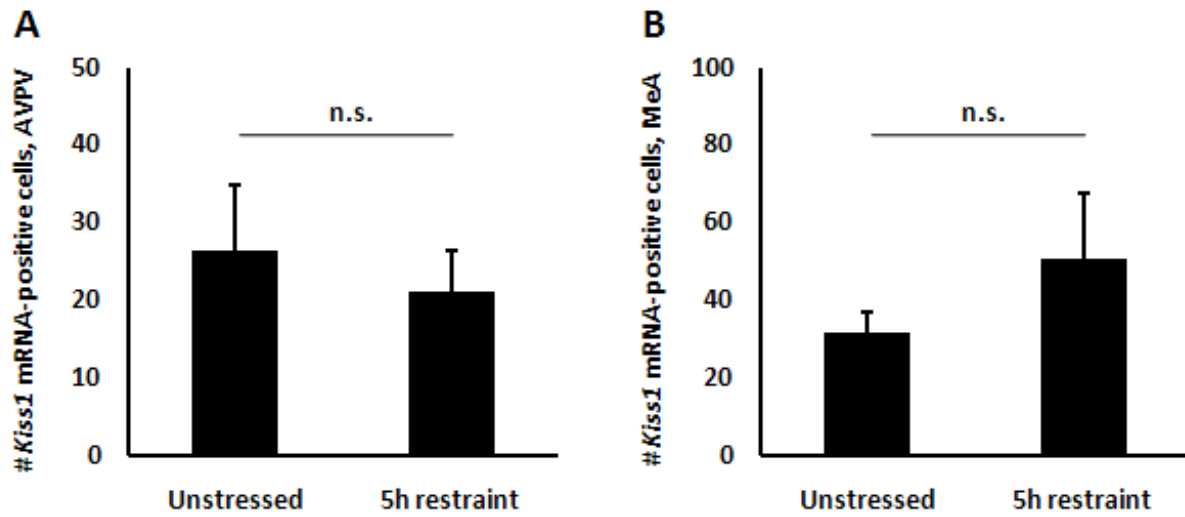 A
#Kiss1 mRNA-positive cells, AVPV
50
40
30
20
10
0
n.s.
Unstressed 5h restraint
B
#Kiss1 mRNA-positive cells, MeA
100
80
60
40
20
0
n.s.
Unstressed 5h restraint